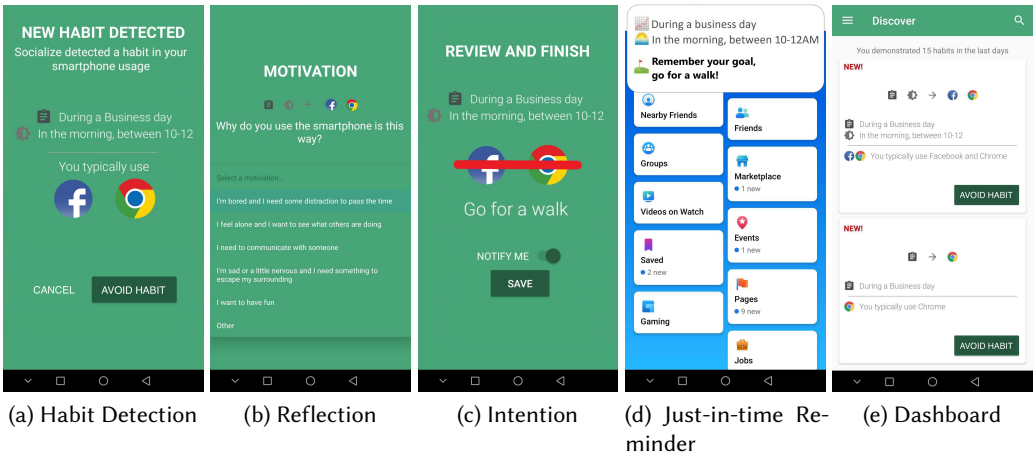 NEW HABIT DETECTED
Socialize detected a habit in your
smartphone usage
During a Business day
In the morning, between 10-12
You typically use
CANCEL
AVOID HABIT
MOTIVATION
Why do you use the smartphone is this
way?
Select a motivation...
I'm bored and I need some distraction to pass the time
I feel alone and I want to see what others are doing
I need to communicate with someone
I'm sad or a little nervous and I need something to
escape my surrounding
I want to have fun
Other
REVIEW AND FINISH
During a Business day
In the morning, between 10-12
Go for a walk
NOTIFY ME
SAVE
During a business day
In the morning, between 10-12AM
Remember your goal,
go for a walk!
Nearby Friends
Groups
Videos on Watch
Saved
2 new
Gaming
Friends
Marketplace
1 new
Events
1 new
Pages
9 new
Jobs
Discover
You demonstrated 15 habits in the last days
NEW!
During a Business day
In the morning, between 10-12
You typically use Facebook and Chrome
AVOID HABIT
NEW!
During a Business day
You typically use Chrome
AVOID HABIT
(a) Habit Detection
(b) Reflection
(c) Intention
(d) Just-in-time Re-
minder
(e) Dashboard